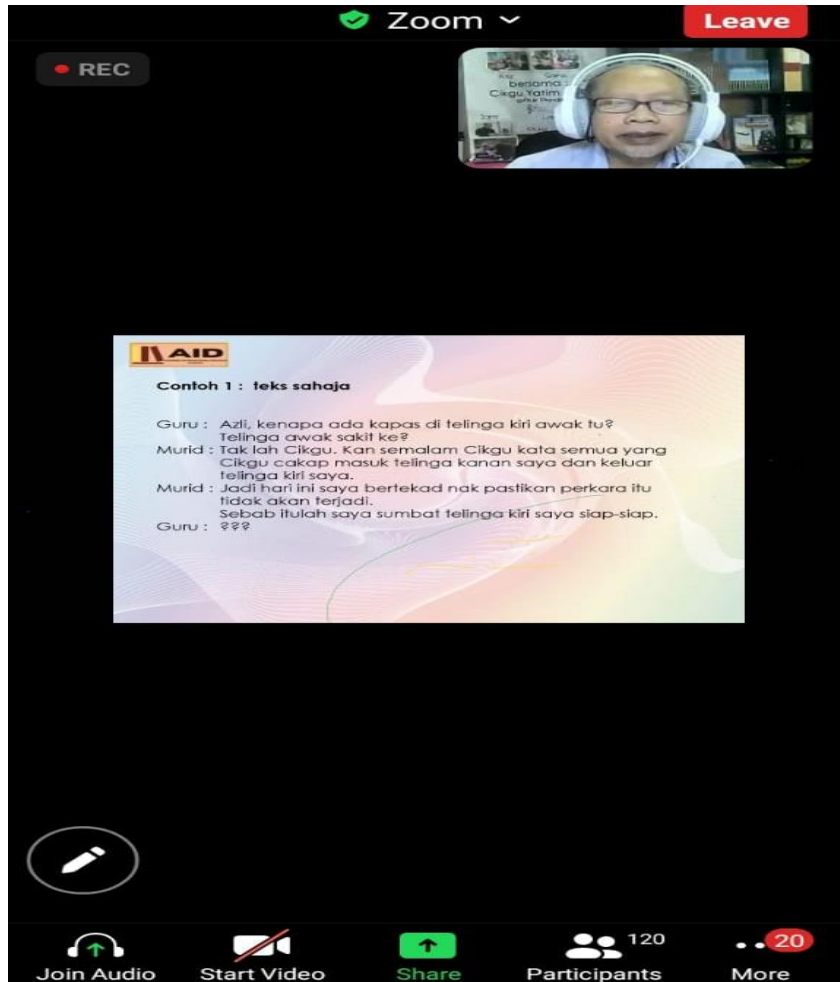 Zoom
Leave
REC
bersama :
Cikgu Yatim
AID
Contoh 1 : teks sahaja
Guru : Azli, kenapa ada kapas di telinga kiri awak tu?
Telinga awak sakit ke?
Murid : Tak lah Cikgu. Kan semalam Cikgu kata semua yang
Cikgu cakap masuk telinga kanan saya dan keluar
telinga kiri saya.
Murid : Jadi hari ini saya bertekad nak pastikan perkara itu
tidak akan terjadi.
Sebab itulah saya sumbat telinga kiri saya siap-siap.
Guru : ???
120
20
Join Audio
Start Video
Share
Participants
More